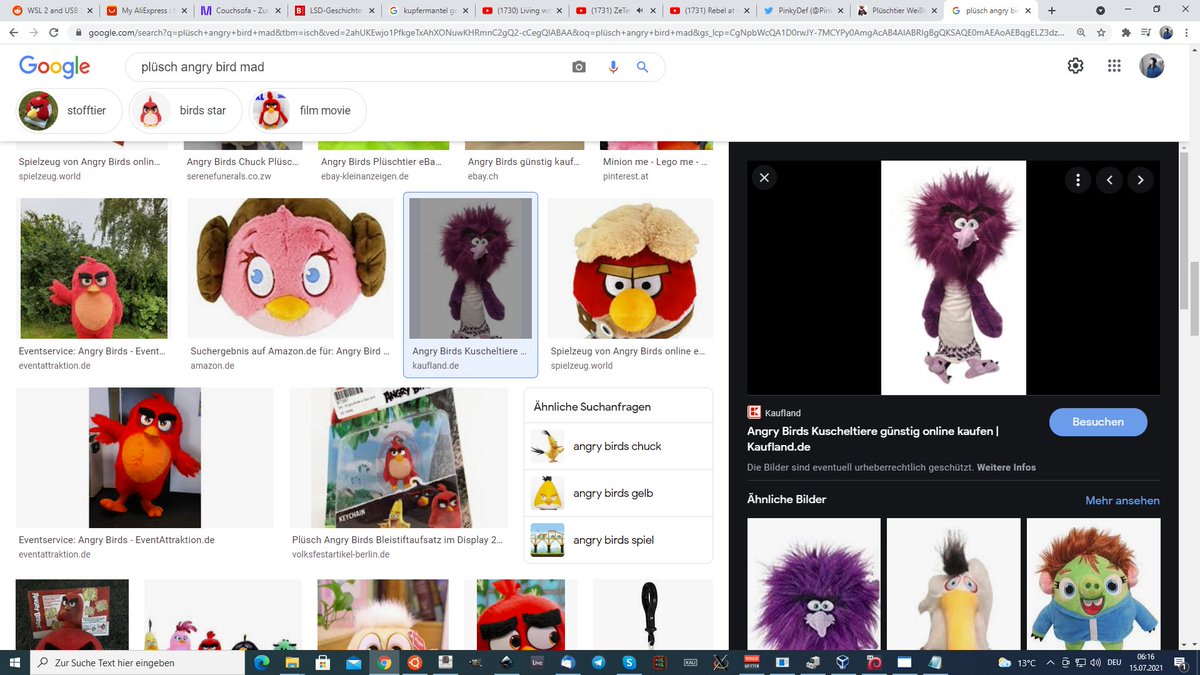 WSL 2 and USB
My AliExpress :
Couchsofa - Zu
LSD-Geschichte
kupfermantel g
(1730) Living wi
(1731) ZeTe
(1731) Rebel at
PinkyDef (@Pin
Plüschtier Weiß
plüsch angry bi
google.com/search?q=plüsch+angry+bird+mad&tbm=isch&ved=2ahUKEwjo1PfkgeTxAhXONuwKHRmnC2gQ2-cCegQIABAA&oq=plüsch+angry+bird+mad&gs_lcp=CgNpbWcQA1D0rwJY-7MCYPy0AmgAcAB4AIABRIgBgQKSAQE0mAEAoAEBqgELZ3dz...
Google
plüsch angry bird mad
stofftier
birds star
film movie
Spielzeug von Angry Birds onlin...
spielzeug.world
Angry Birds Chuck Plüsc...
serenefunerals.co.zw
Angry Birds Plüschtier eBa...
ebay-kleinanzeigen.de
Angry Birds günstig kauf...
ebay.ch
Minion me - Lego me - ...
pinterest.at
Eventservice: Angry Birds - Event...
eventattraktion.de
Suchergebnis auf Amazon.de für: Angry Bird ...
amazon.de
Angry Birds Kuscheltiere ...
kaufland.de
Spielzeug von Angry Birds online e...
spielzeug.world
Eventservice: Angry Birds - EventAttraktion.de
eventattraktion.de
ANGRY BIRDS
KEYCHAIN
Plüsch Angry Birds Bleistiftaufsatz im Display 2...
volksfestartikel-berlin.de
Ähnliche Suchanfragen
angry birds chuck
angry birds gelb
angry birds spiel
Kaufland
Angry Birds Kuscheltiere günstig online kaufen |
Kaufland.de
Besuchen
Die Bilder sind eventuell urheberrechtlich geschützt. Weitere Infos
Ähnliche Bilder
Mehr ansehen
Zur Suche Text hier eingeben
Live
KALI
13°C
DEU
06:16
15.07.2021
1